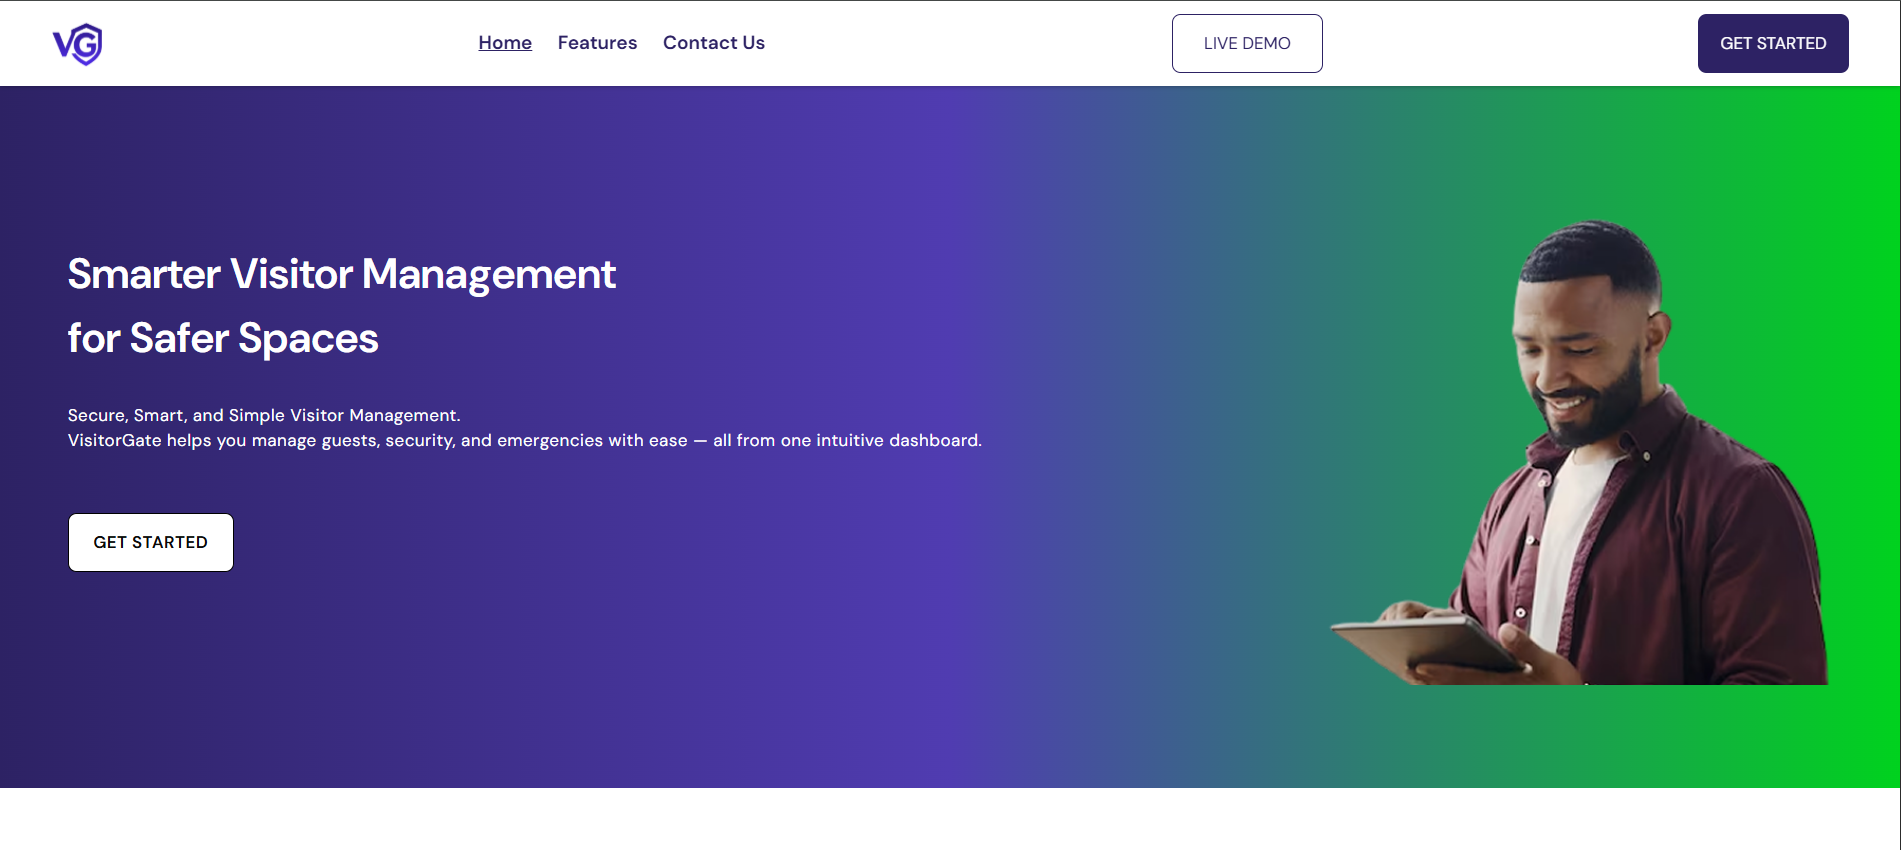 VG
Home Features Contact Us LIVE DEMO GET STARTED
Smarter Visitor Management
for Safer Spaces
Secure, Smart, and Simple Visitor Management.
VisitorGate helps you manage guests, security, and emergencies with ease — all from one intuitive dashboard.
GET STARTED